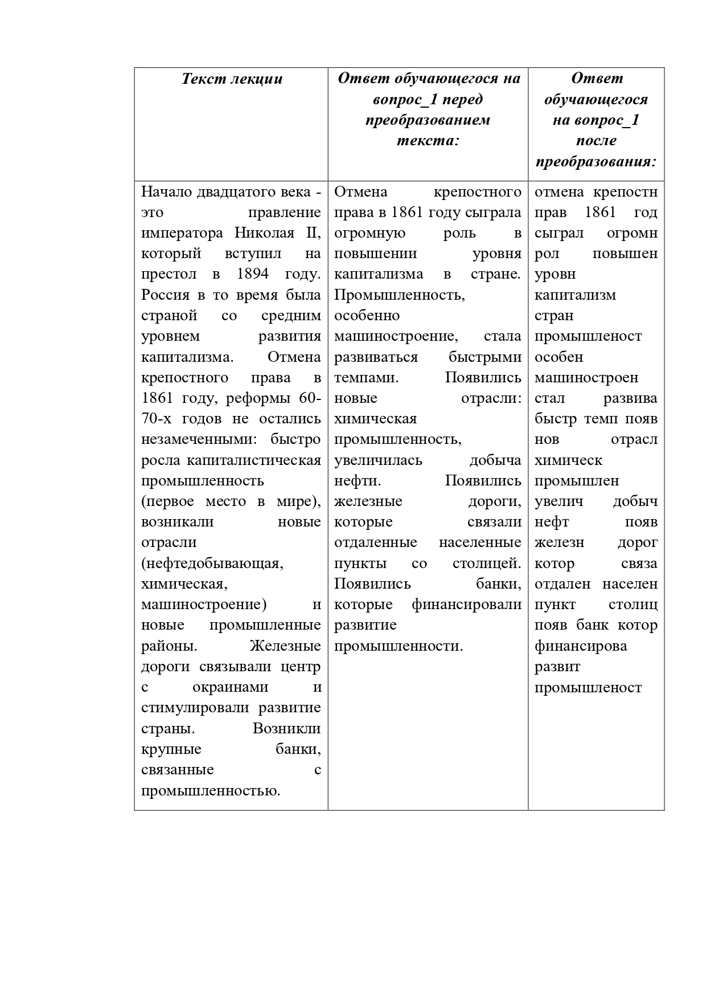 Текст лекции
Ответ обучающегося на
вопрос_1 перед
преобразованием
текста:
Ответ
обучающегося
на вопрос_1
после
преобразования:
Начало двадцатого века -
это правление
императора Николая II,
который вступил на
престол в 1894 году.
Россия в то время была
страной со средним
уровнем развития
капитализма. Отмена
крепостного права в
1861 году, реформы 60-
70-х годов не остались
незамеченными: быстро
росла капиталистическая
промышленность
(первое место в мире),
возникали новые
отрасли
(нефтедобывающая,
химическая,
машиностроение) и
новые промышленные
районы. Железные
дороги связывали центр
с окраинами и
стимулировали развитие
страны. Возникли
крупные банки,
связанные с
промышленностью.
Отмена крепостного
права в 1861 году сыграла
огромную роль в
повышении уровня
капитализма в стране.
Промышленность,
особенно
машиностроение, стала
развиваться быстрыми
темпами. Появились
новые отрасли:
химическая
промышленность,
увеличилась добыча
нефти. Появились
железные дороги,
которые связали
отдаленные населенные
пункты со столицей.
Появились банки,
которые финансировали
развитие
промышленности.
отмена крепостн
прав 1861 год
сыграл огромн
рол повышен
уровн
капитализм
стран
промышленост
особен
машиностроен
стал развива
быстр темп появ
нов отрасл
химическ
промышлен
увелич добыч
нефт появ
железн дорог
котор связа
отдален населен
пункт столиц
появ банк котор
финансирова
развит
промышленост